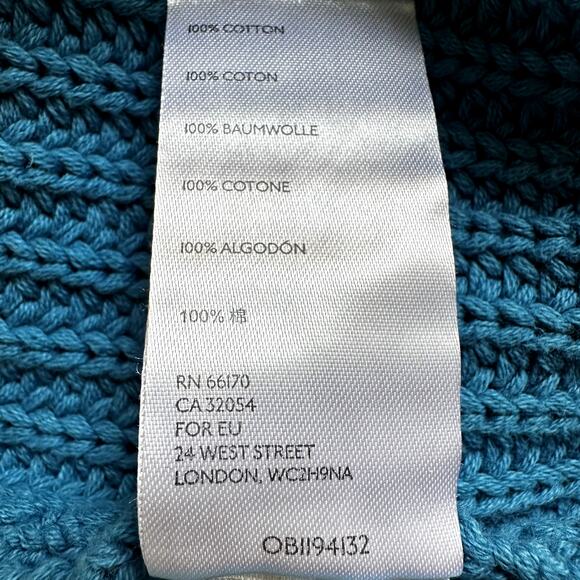 100% COTTON
100% COTON
100% BAUMWOLLE
100% COTONE
100% ALGODÓN
100% 棉
RN 66170
CA 32054
FOR EU
24 WEST STREET
LONDON, WC2H9NA
OB1194132